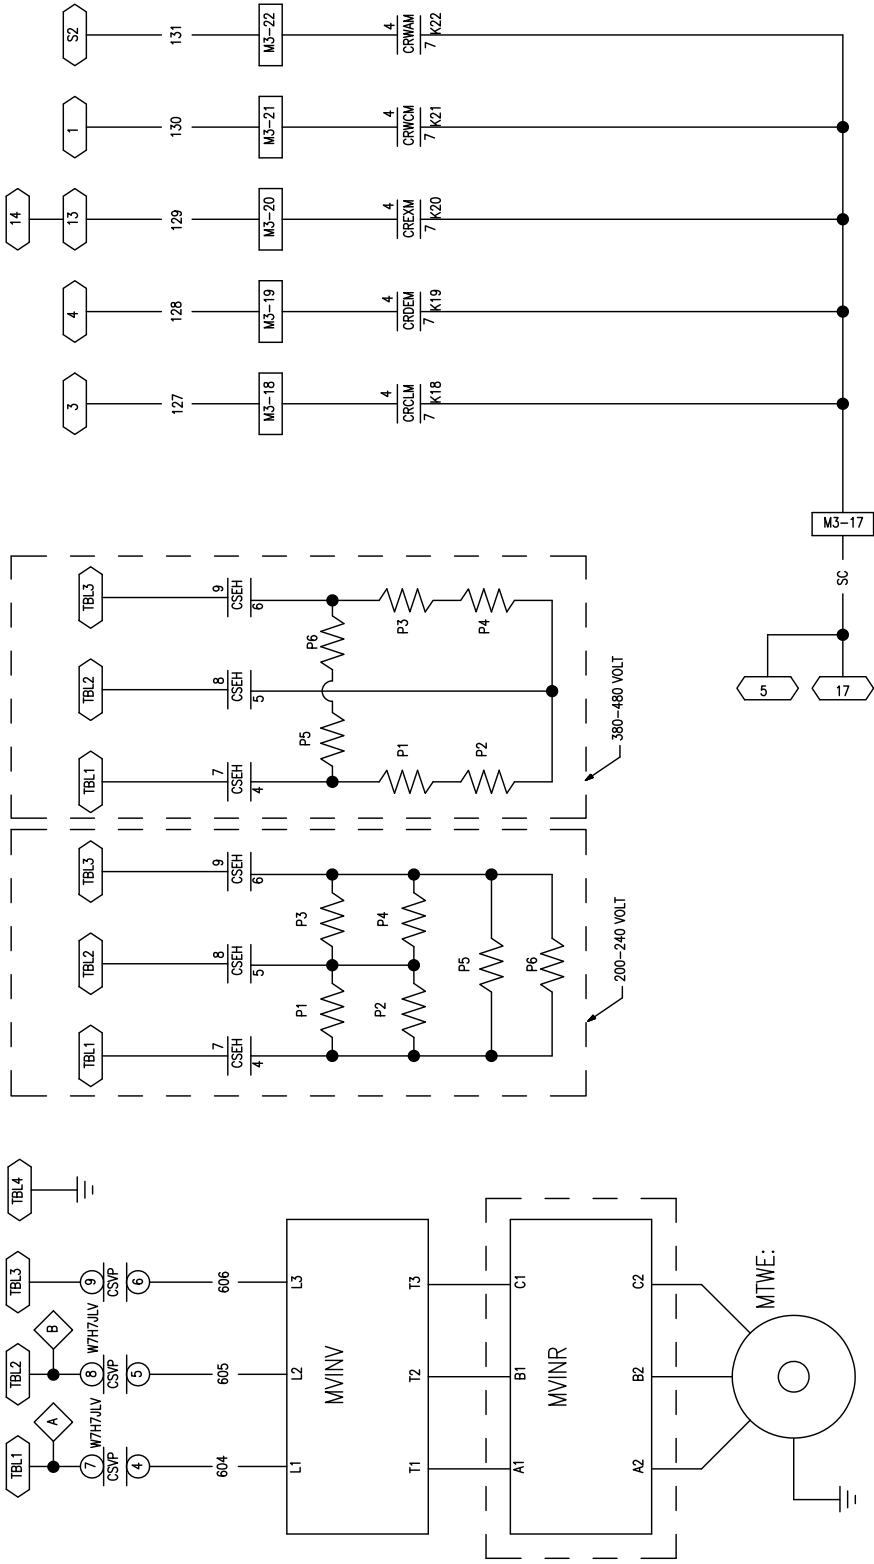 S2
131
M3-22
4
CRWAM
7
K22
1
130
M3-21
4
CRWCM
7
K21
14
13
129
M3-20
4
CREXM
7
K20
4
128
M3-19
4
CRDEM
7
K19
3
127
M3-18
4
CRCLM
7
K18
M3-17
SC
5
17
TBL3
9
CSEH
6
TBL2
8
CSEH
5
TBL1
7
CSEH
4
P6
P5
P3
P4
P1
P2
380-480 VOLT
TBL3
9
CSEH
6
TBL2
8
CSEH
5
TBL1
7
CSEH
4
P3
P4
P1
P2
P5
P6
200-240 VOLT
TBL4
TBL3
9
CSVP
6
606
L3
TBL2
B
W7H7JLV
8
CSVP
5
605
L2
TBL1
A
W7H7JLV
7
CSVP
4
604
L1
MVINV
T3
T2
T1
C1
B1
A1
MVINR
C2
B2
A2
MTWE: